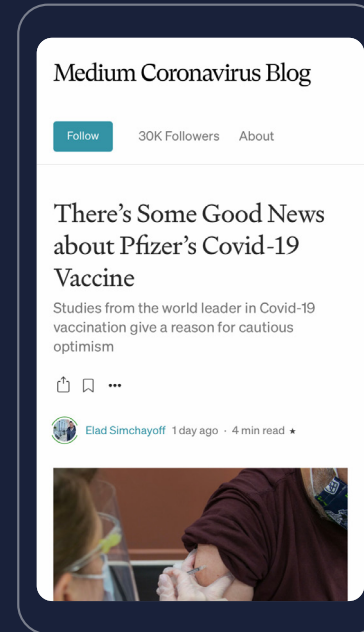 Medium Coronavirus Blog
Follow 30K Followers About
There’s Some Good News
about Pfizer’s Covid-19
Vaccine
Studies from the world leader in Covid-19
vaccination give a reason for cautious
optimism
Elad Simchayoff 1 day ago · 4 min read ★